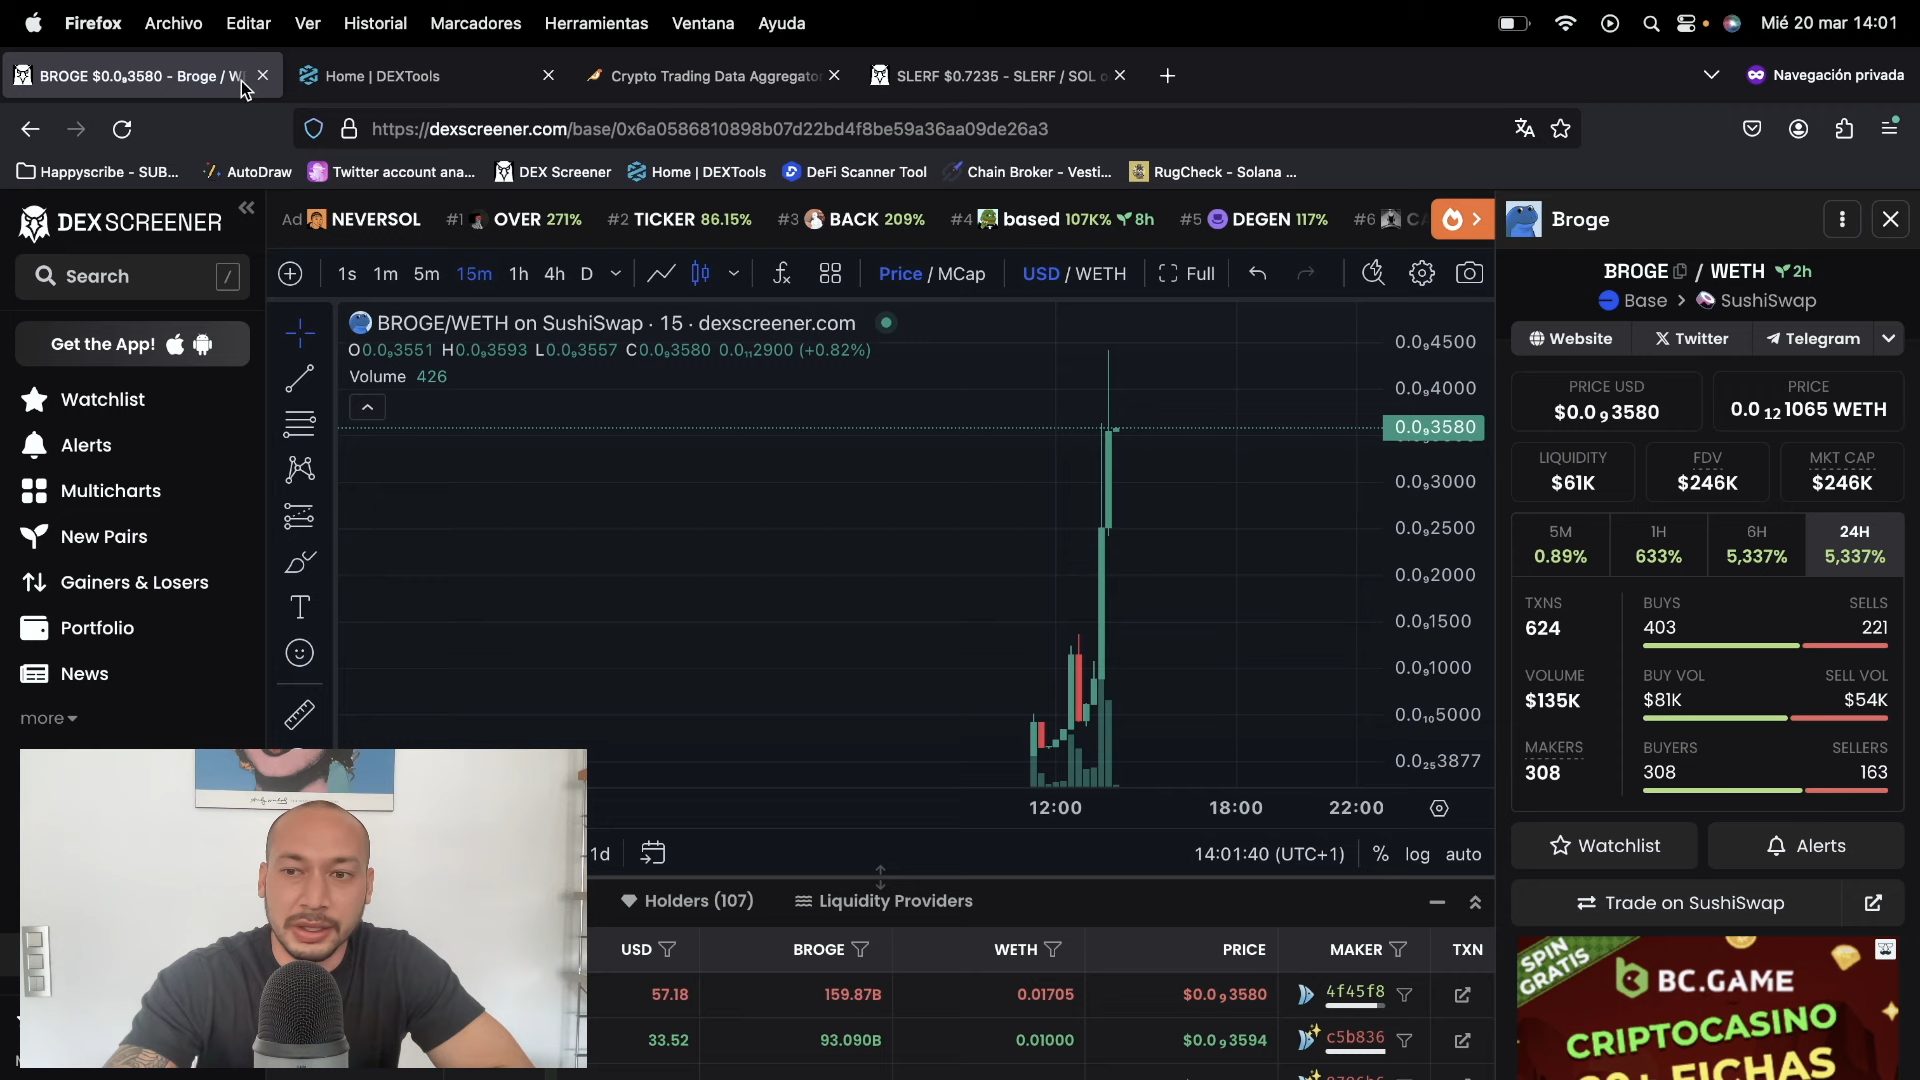 Firefox Archivo Editar Ver Historial Marcadores Herramientas Ventana Ayuda Mié 20 mar 14:01
BROGE $0.0₉3580 - Broge / W Home | DEXTools Crypto Trading Data Aggregato SLERF $0.7235 - SLERF / SOL o Navegación privada
https://dexscreener.com/base/0x6a0586810898b07d22bd4f8be59a36aa09de26a3
Happyscribe - SUB... AutoDraw Twitter account ana... DEX Screener Home | DEXTools DeFi Scanner Tool Chain Broker - Vesti... RugCheck - Solana ...
DEX SCREENER
Search /
Get the App!
Watchlist
Alerts
Multicharts
New Pairs
Gainers & Losers
Portfolio
News
more
Ad NEVERSOL #1 OVER 271% #2 TICKER 86.15% #3 BACK 209% #4 based 107K% 8h #5 DEGEN 117% #6
1s 1m 5m 15m 1h 4h D Price / MCap USD / WETH Full
BROGE/WETH on SushiSwap · 15 · dexscreener.com
O0.0₉3551 H0.0₉3593 L0.0₉3557 C0.0₉3580 0.0₁₁2900 (+0.82%)
Volume 426
0.0₉4500
0.0₉4000
0.0₉3580
0.0₉3000
0.0₉2500
0.0₉2000
0.0₉1500
0.0₉1000
0.0₁₀5000
0.0₂₅3877
12:00 18:00 22:00
1d 14:01:40 (UTC+1) % log auto
Holders (107) Liquidity Providers
USD BROGE WETH PRICE MAKER TXN
57.18 159.87B 0.01705 $0.0₉3580 4f45f8
33.52 93.090B 0.01000 $0.0₉3594 c5b836
Broge
BROGE / WETH 2h
Base > SushiSwap
Website Twitter Telegram
PRICE USD PRICE
$0.0₉3580 0.0₁₂1065 WETH
LIQUIDITY FDV MKT CAP
$61K $246K $246K
5M 1H 6H 24H
0.89% 633% 5,337% 5,337%
TXNS BUYS SELLS
624 403 221
VOLUME BUY VOL SELL VOL
$135K $81K $54K
MAKERS BUYERS SELLERS
308 308 163
Watchlist Alerts
Trade on SushiSwap
SPIN
GRATIS
BC.GAME
CRIPTOCASINO
FICHAS